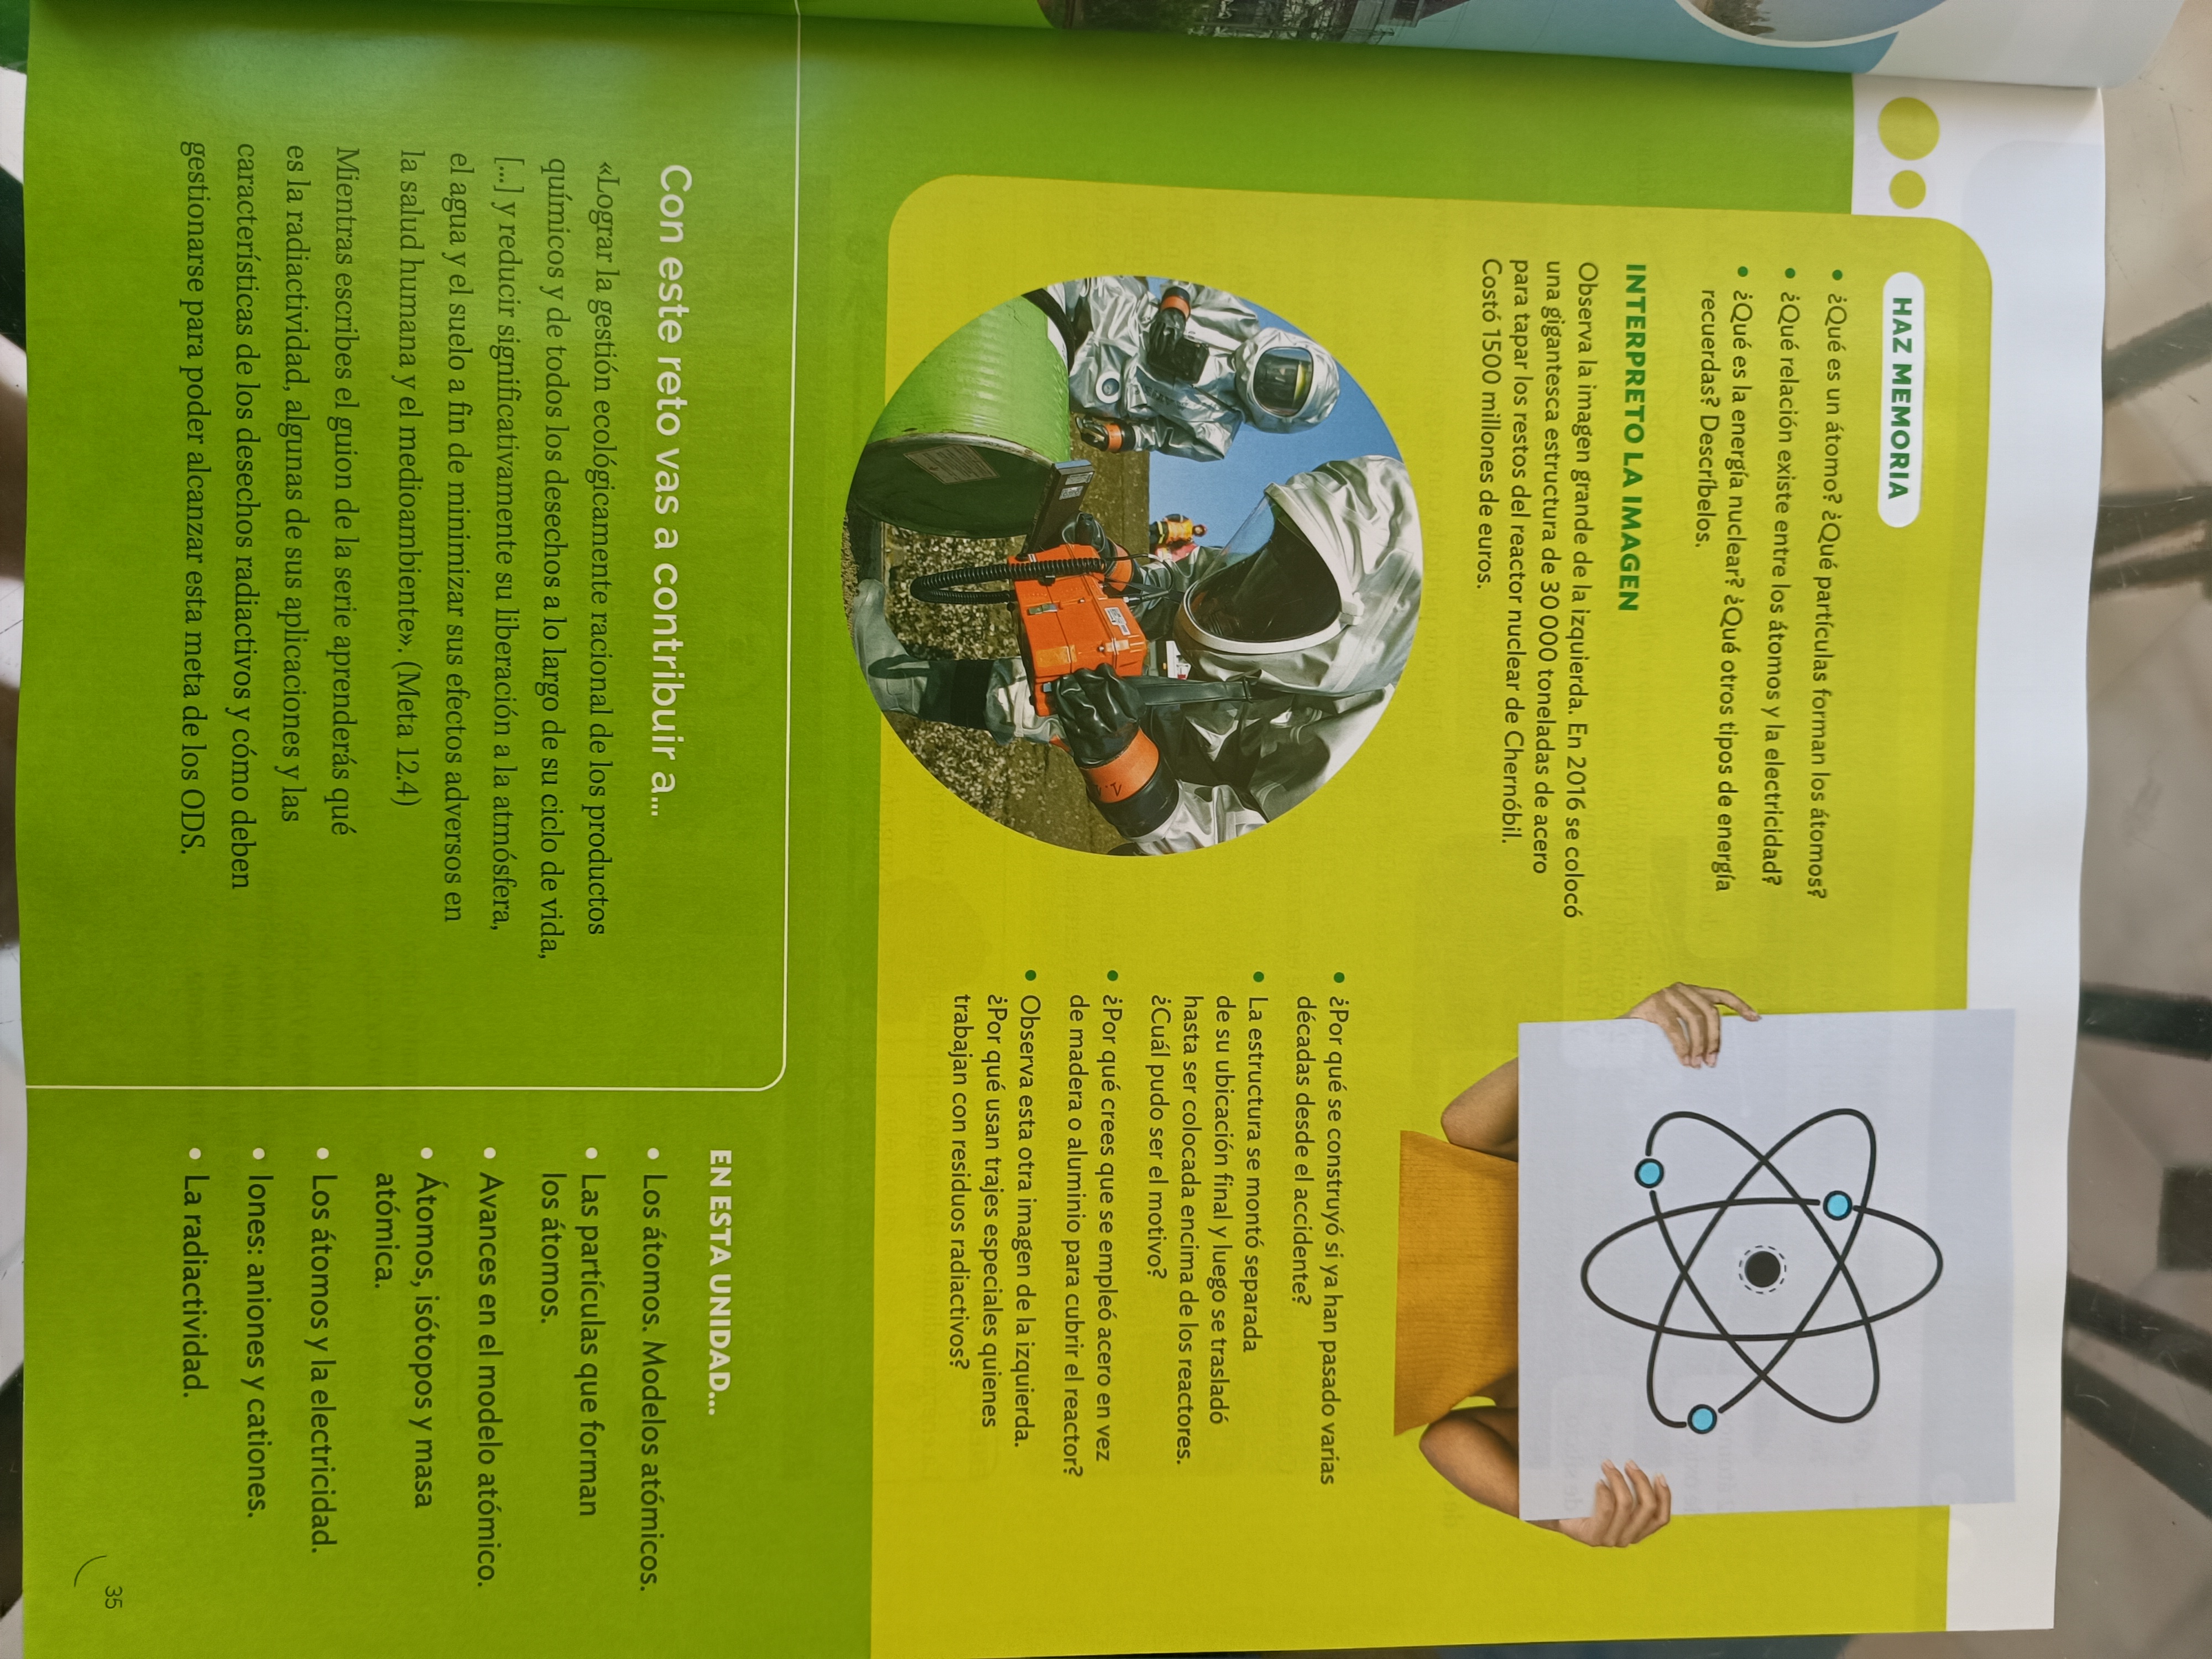 HAZ MEMORIA
• ¿Qué es un átomo? ¿Qué partículas forman los átomos?
• ¿Qué relación existe entre los átomos y la electricidad?
• ¿Qué es la energía nuclear? ¿Qué otros tipos de energía
recuerdas? Descríbelos.
INTERPRETO LA IMAGEN
Observa la imagen grande de la izquierda. En 2016 se colocó
una gigantesca estructura de 30 000 toneladas de acero
para tapar los restos del reactor nuclear de Chernóbil.
Costó 1500 millones de euros.
• ¿Por qué se construyó si ya han pasado varias
décadas desde el accidente?
• La estructura se montó separada
de su ubicación final y luego se trasladó
hasta ser colocada encima de los reactores.
¿Cuál pudo ser el motivo?
• ¿Por qué crees que se empleó acero en vez
de madera o aluminio para cubrir el reactor?
• Observa esta otra imagen de la izquierda.
¿Por qué usan trajes especiales quienes
trabajan con residuos radiactivos?
Con este reto vas a contribuir a...
«Lograr la gestión ecológicamente racional de los productos
químicos y de todos los desechos a lo largo de su ciclo de vida,
[...] y reducir significativamente su liberación a la atmósfera,
el agua y el suelo a fin de minimizar sus efectos adversos en
la salud humana y el medioambiente». (Meta 12.4)
Mientras escribes el guion de la serie aprenderás qué
es la radiactividad, algunas de sus aplicaciones y las
características de los desechos radiactivos y cómo deben
gestionarse para poder alcanzar esta meta de los ODS.
EN ESTA UNIDAD...
• Los átomos. Modelos atómicos.
• Las partículas que forman
los átomos.
• Avances en el modelo atómico.
• Átomos, isótopos y masa
atómica.
• Los átomos y la electricidad.
• Iones: aniones y cationes.
• La radiactividad.
35